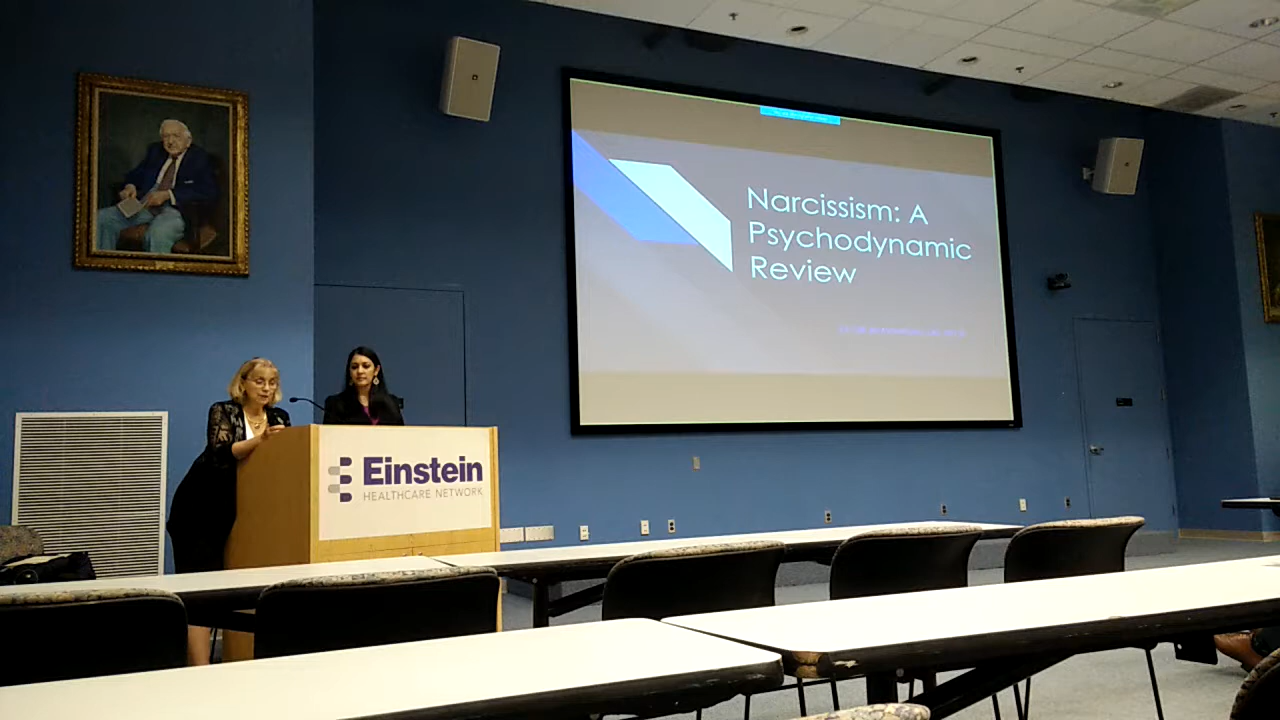 Narcissism: A
Psychodynamic
Review
Einstein
HEALTHCARE NETWORK